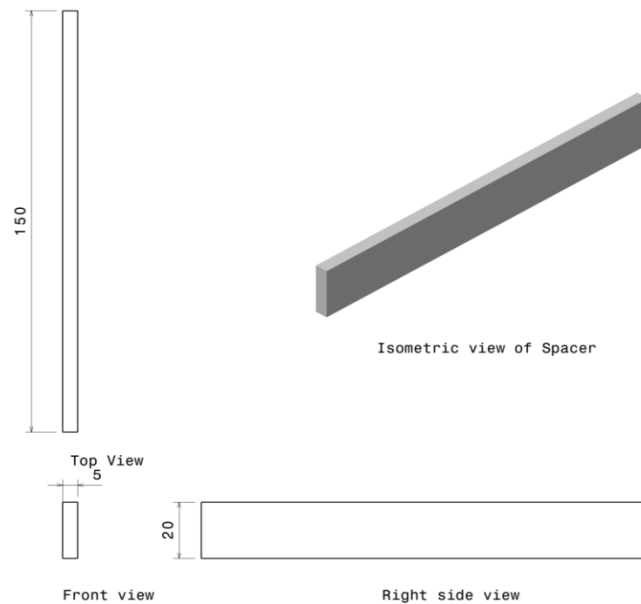 150
Isometric view of Spacer
Top View
5
20
Front view
Right side view